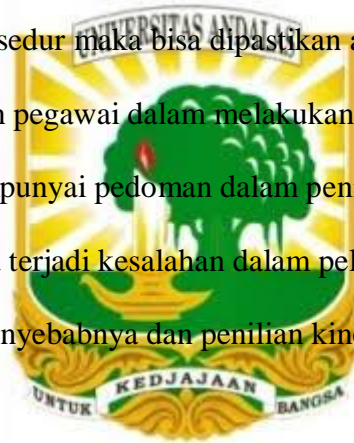 UNIVERSITAS ANDALAS
sedur maka bisa dipastikan a
pegawai dalam melakukan
punyai pedoman dalam pen
terjadi kesalahan dalam pel
nyebabnya dan penilian kine
UNTUK KEDJAJAAN BANGSA